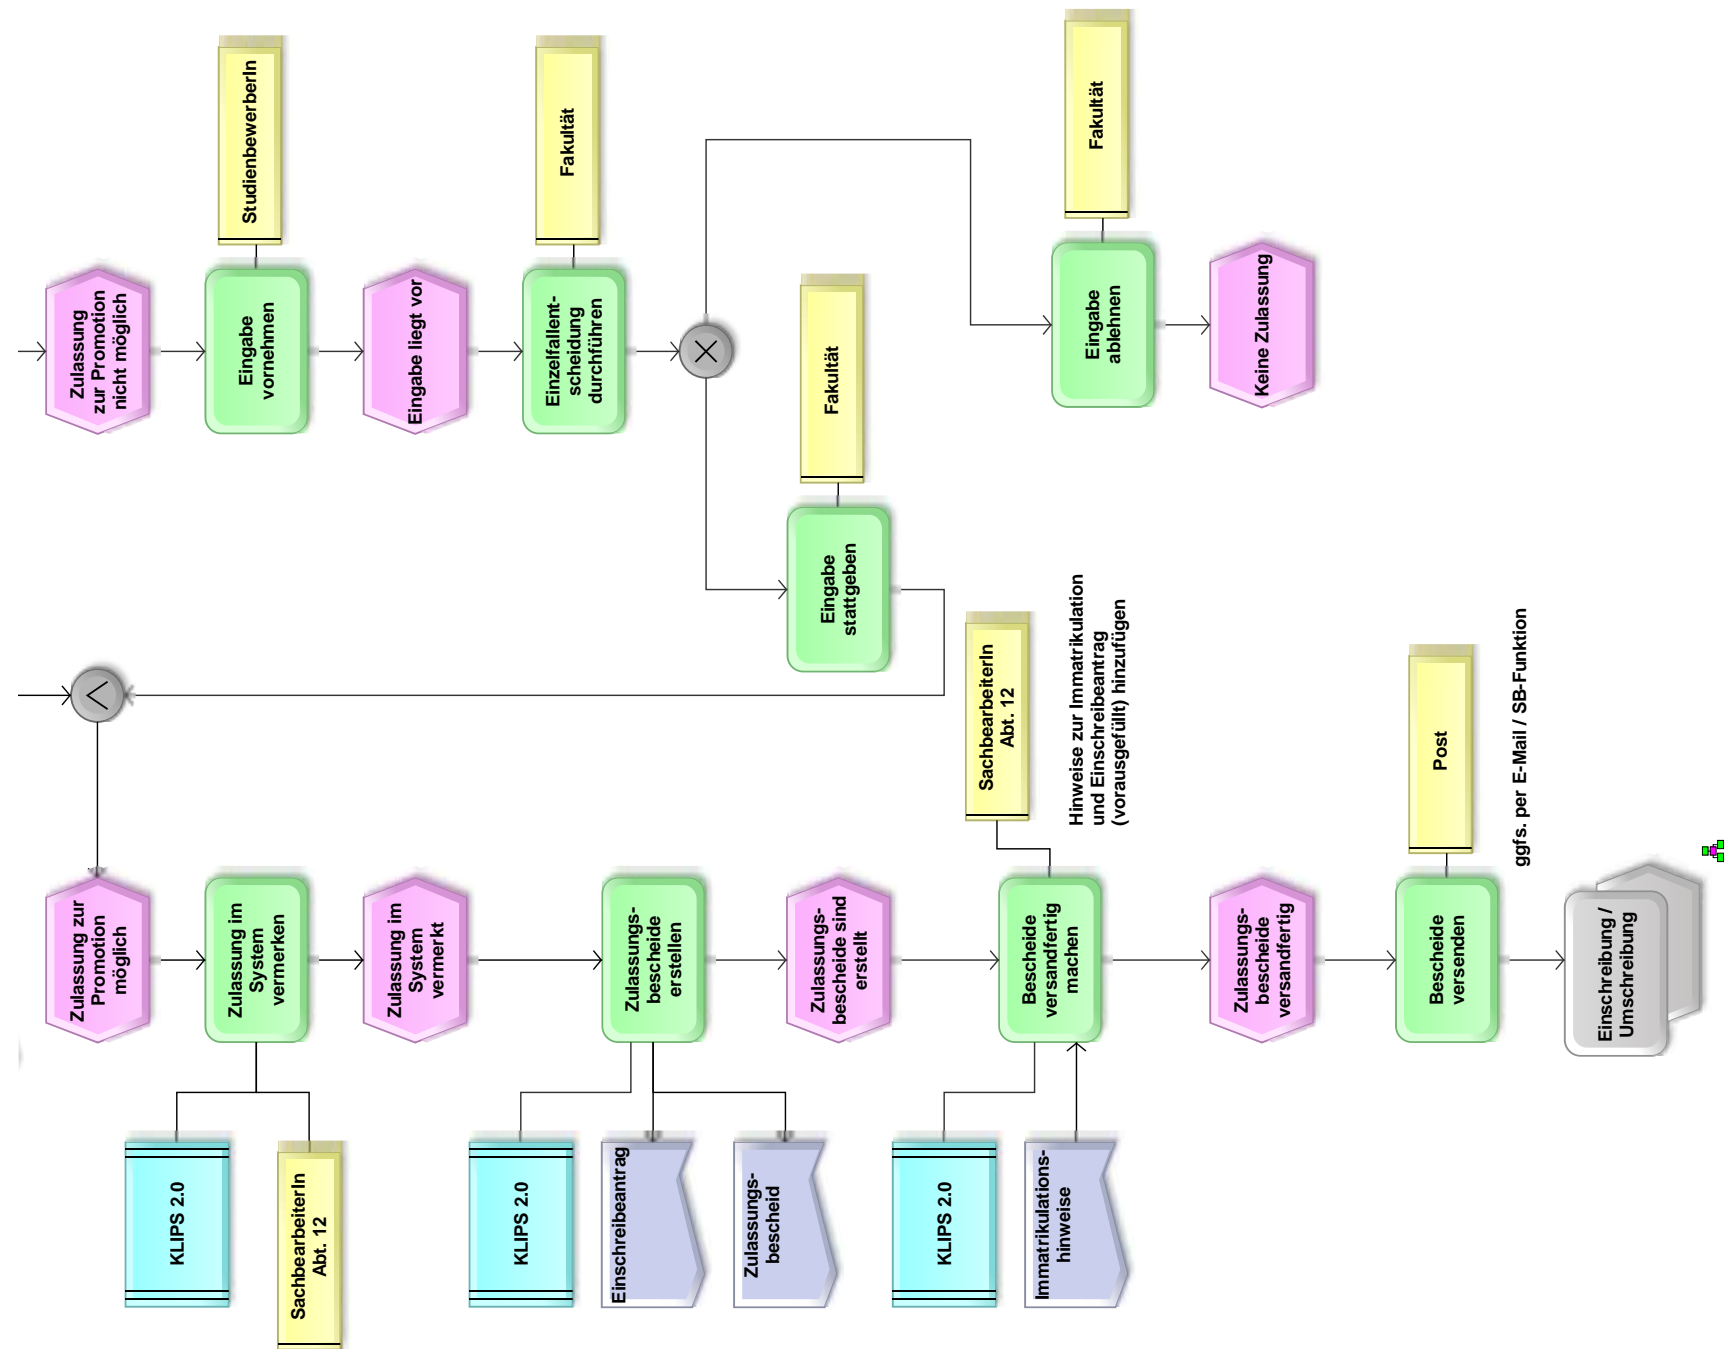 StudienbewerberIn
Fakultät
Fakultät
Zulassung
zur Promotion
nicht möglich
Eingabe
vornehmen
Eingabe liegt vor
Einzelfallent-
scheidung
durchführen
Eingabe
ablehnen
Keine Zulassung
Fakultät
Eingabe
stattgeben
SachbearbeiterIn
Abt. 12
Hinweise zur Immatrikulation
und Einschreibeantrag
(vorausgefüllt) hinzufügen
Post
ggfs. per E-Mail / SB-Funktion
Zulassung zur
Promotion
möglich
Zulassung im
System
vermerken
Zulassung im
System
vermerkt
Zulassungs-
bescheide
erstellen
Zulassungs-
bescheide sind
erstellt
Bescheide
versandfertig
machen
Zulassungs-
bescheide
versandfertig
Bescheide
versenden
Einschreibung /
Umschreibung
KLIPS 2.0
SachbearbeiterIn
Abt. 12
KLIPS 2.0
Einschreibeantrag
Zulassungs-
bescheid
KLIPS 2.0
Immatrikulations-
hinweise